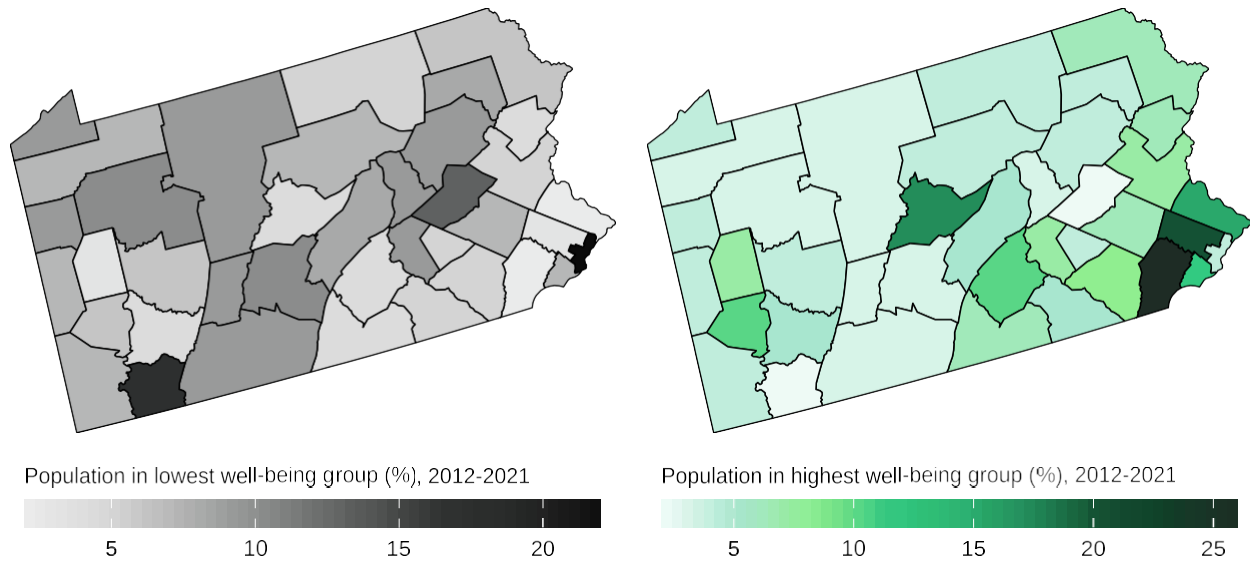 Population in lowest well-being group (%), 2012-2021
5 10 15 20
Population in highest well-being group (%), 2012-2021
5 10 15 20 25